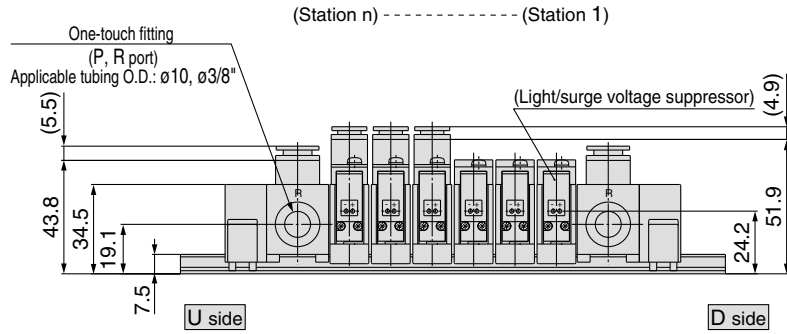 (Station n) ------------ (Station 1)
One-touch fitting
(P, R port)
Applicable tubing O.D.: ø10, ø3/8"
(Light/surge voltage suppressor)
(5.5)
(4.9)
43.8
34.5
19.1
7.5
24.2
51.9
R
R
U side
D side